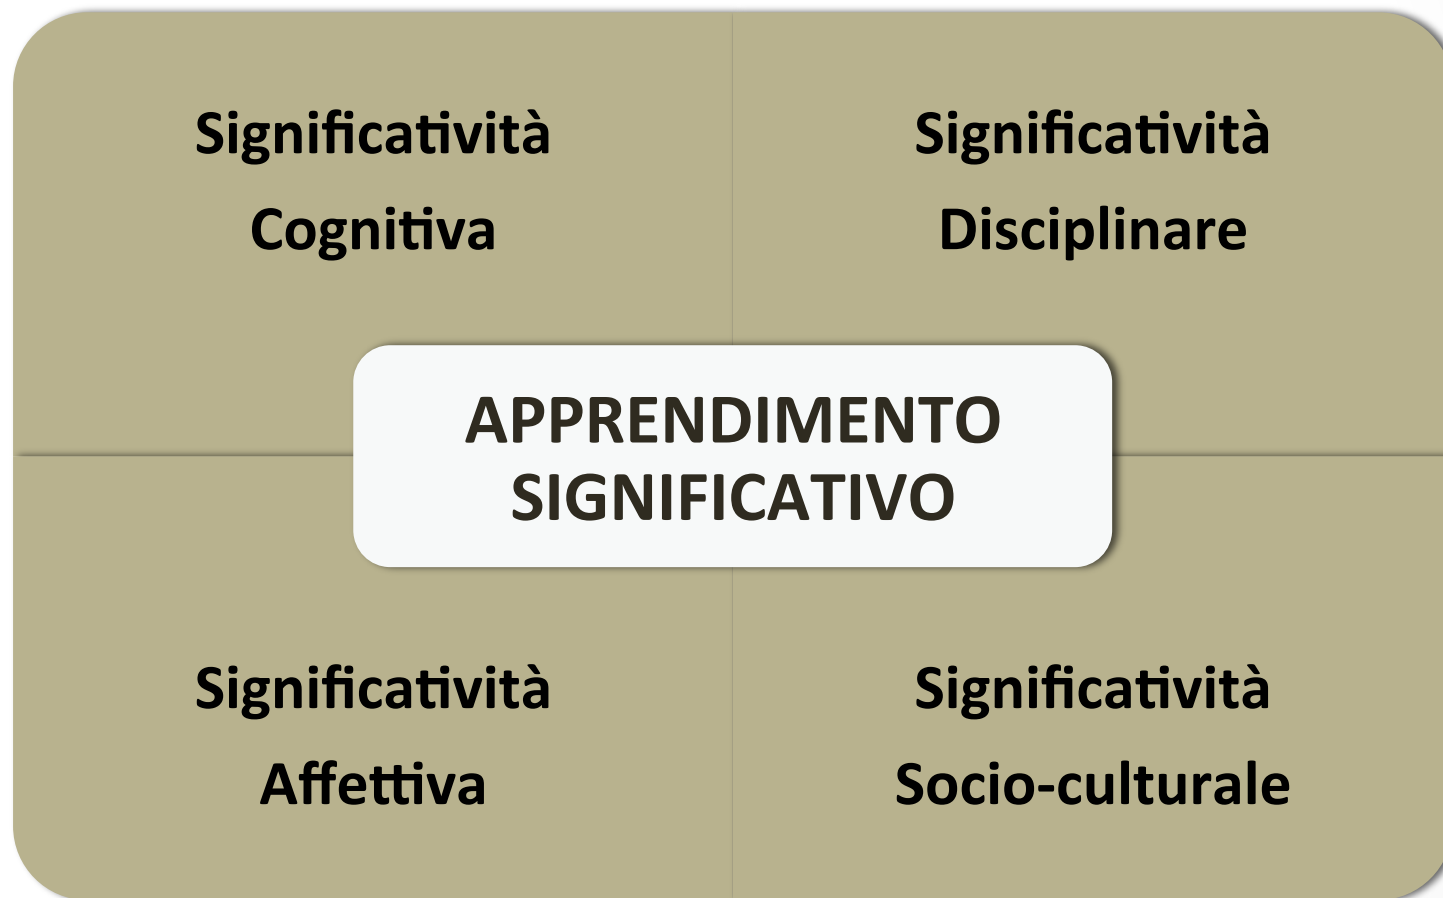 Significatività
Cognitiva
Significatività
Disciplinare
APPRENDIMENTO
SIGNIFICATIVO
Significatività
Affettiva
Significatività
Socio-culturale